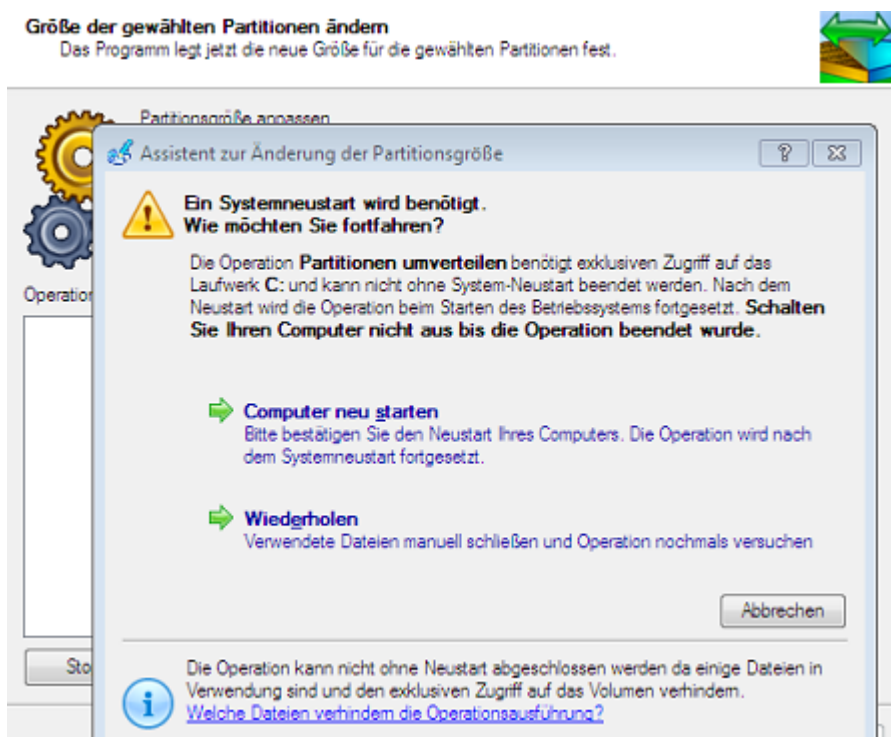 Größe der gewählten Partitionen ändern
Das Programm legt jetzt die neue Größe für die gewählten Partitionen fest.
Partitionsgröße anpassen
Assistent zur Änderung der Partitionsgröße
Ein Systemneustart wird benötigt.
Wie möchten Sie fortfahren?
Die Operation Partitionen umverteilen benötigt exklusiven Zugriff auf das
Laufwerk C: und kann nicht ohne System-Neustart beendet werden. Nach dem
Neustart wird die Operation beim Starten des Betriebssystems fortgesetzt. Schalten
Sie Ihren Computer nicht aus bis die Operation beendet wurde.
Operation
Computer neu starten
Bitte bestätigen Sie den Neustart Ihres Computers. Die Operation wird nach
dem Systemneustart fortgesetzt.
Wiederholen
Verwendete Dateien manuell schließen und Operation nochmals versuchen
Abbrechen
Sto
Die Operation kann nicht ohne Neustart abgeschlossen werden da einige Dateien in
Verwendung sind und den exklusiven Zugriff auf das Volumen verhindern.
Welche Dateien verhindern die Operationsausführung?